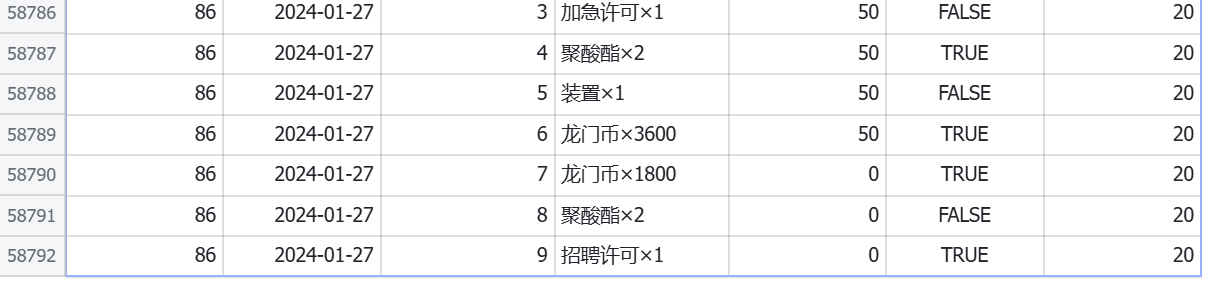 58786 86 2024-01-27 3 加急许可×1 50 FALSE 20
58787 86 2024-01-27 4 聚酸酯×2 50 TRUE 20
58788 86 2024-01-27 5 装置×1 50 FALSE 20
58789 86 2024-01-27 6 龙门币×3600 50 TRUE 20
58790 86 2024-01-27 7 龙门币×1800 0 TRUE 20
58791 86 2024-01-27 8 聚酸酯×2 0 FALSE 20
58792 86 2024-01-27 9 招聘许可×1 0 TRUE 20